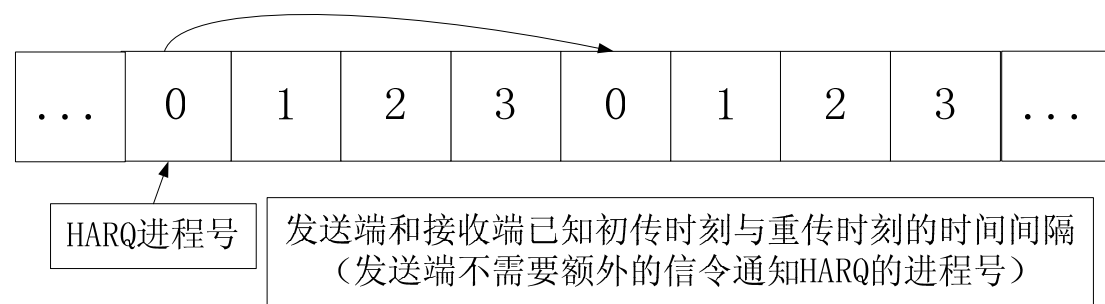 ... 0 1 2 3 0 1 2 3 ...
HARQ进程号
发送端和接收端已知初传时刻与重传时刻的时间间隔
（发送端不需要额外的信令通知HARQ的进程号）